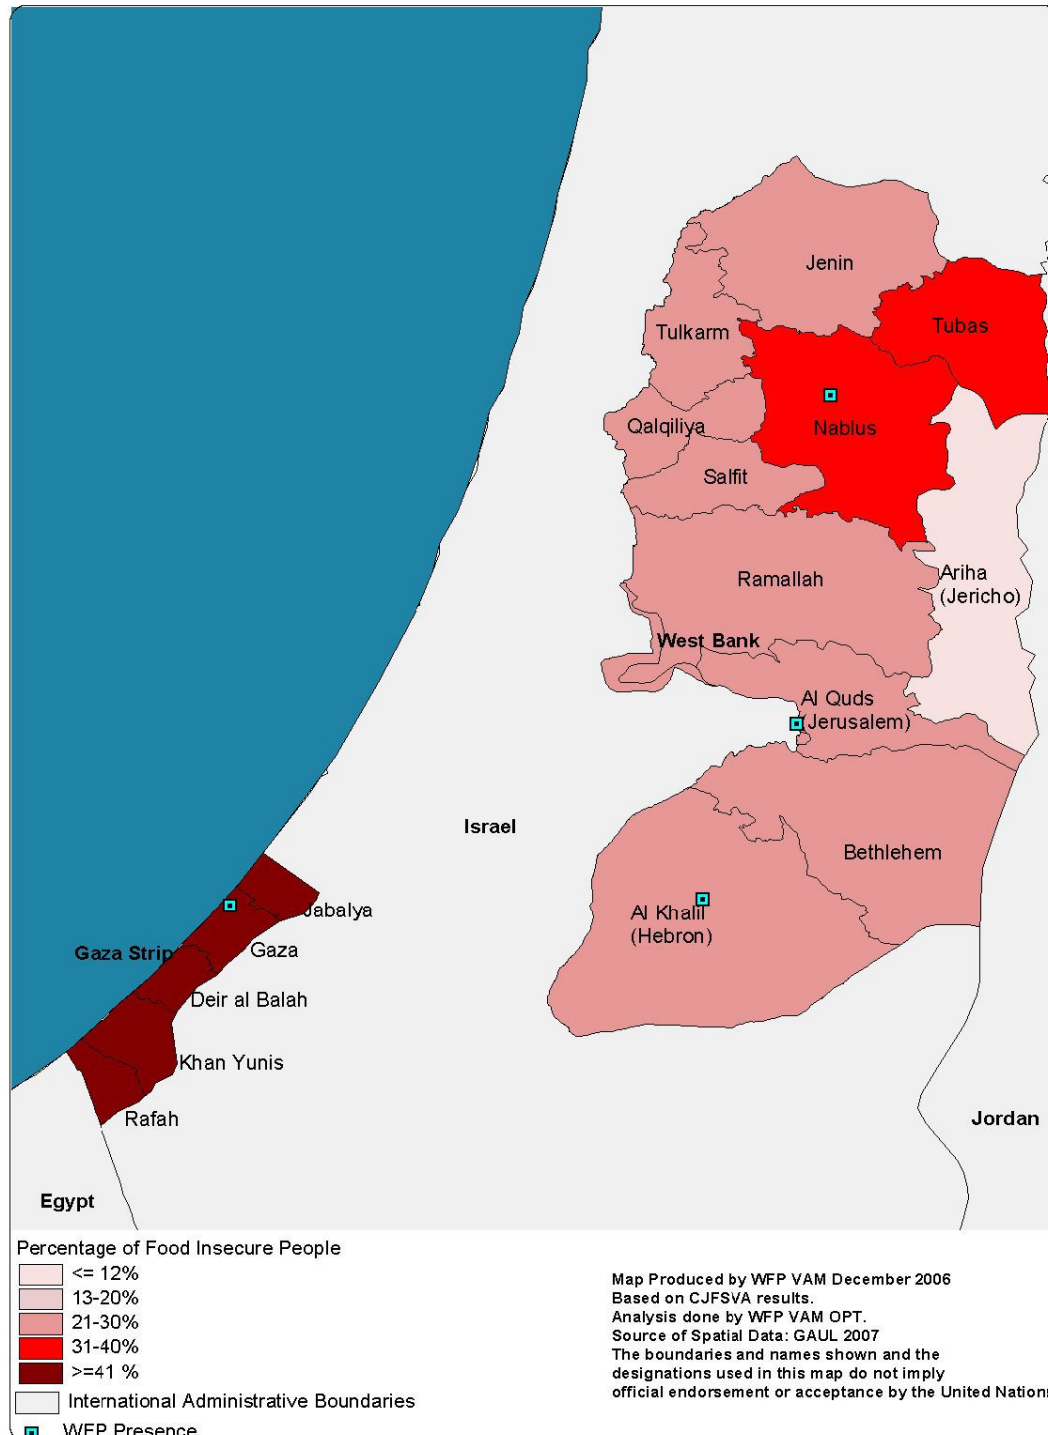 Jenin
Tubas
Tulkarm
Nablus
Qalqiliya
Salfit
Ramallah
Ariha
(Jericho)
West Bank
Al Quds
(Jerusalem)
Israel
Bethlehem
Al Khalil
(Hebron)
Jabalya
Gaza Strip
Gaza
Deir al Balah
Khan Yunis
Rafah
Jordan
Egypt
Percentage of Food Insecure People
<= 12%
13-20%
21-30%
31-40%
>=41 %
International Administrative Boundaries
WFP Presence
Map Produced by WFP VAM December 2006
Based on CJFSVA results.
Analysis done by WFP VAM OPT.
Source of Spatial Data: GAUL 2007
The boundaries and names shown and the
designations used in this map do not imply
official endorsement or acceptance by the United Nations